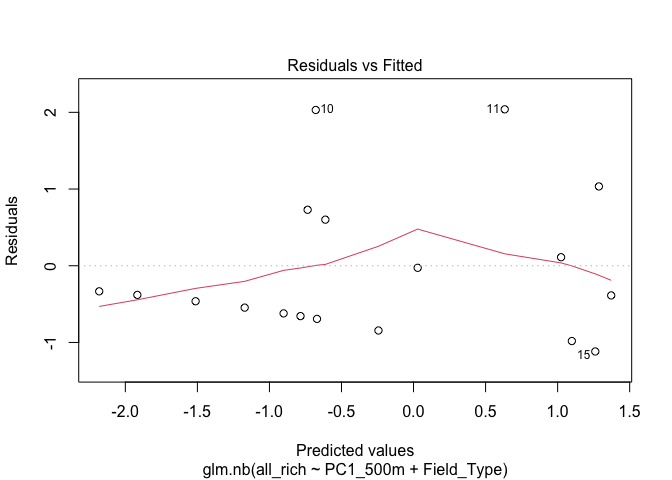 Residuals vs Fitted
Residuals
2
1
0
-1
10
11
15
-2.0 -1.5 -1.0 -0.5 0.0 0.5 1.0 1.5
Predicted values
glm.nb(all_rich ~ PC1_500m + Field_Type)